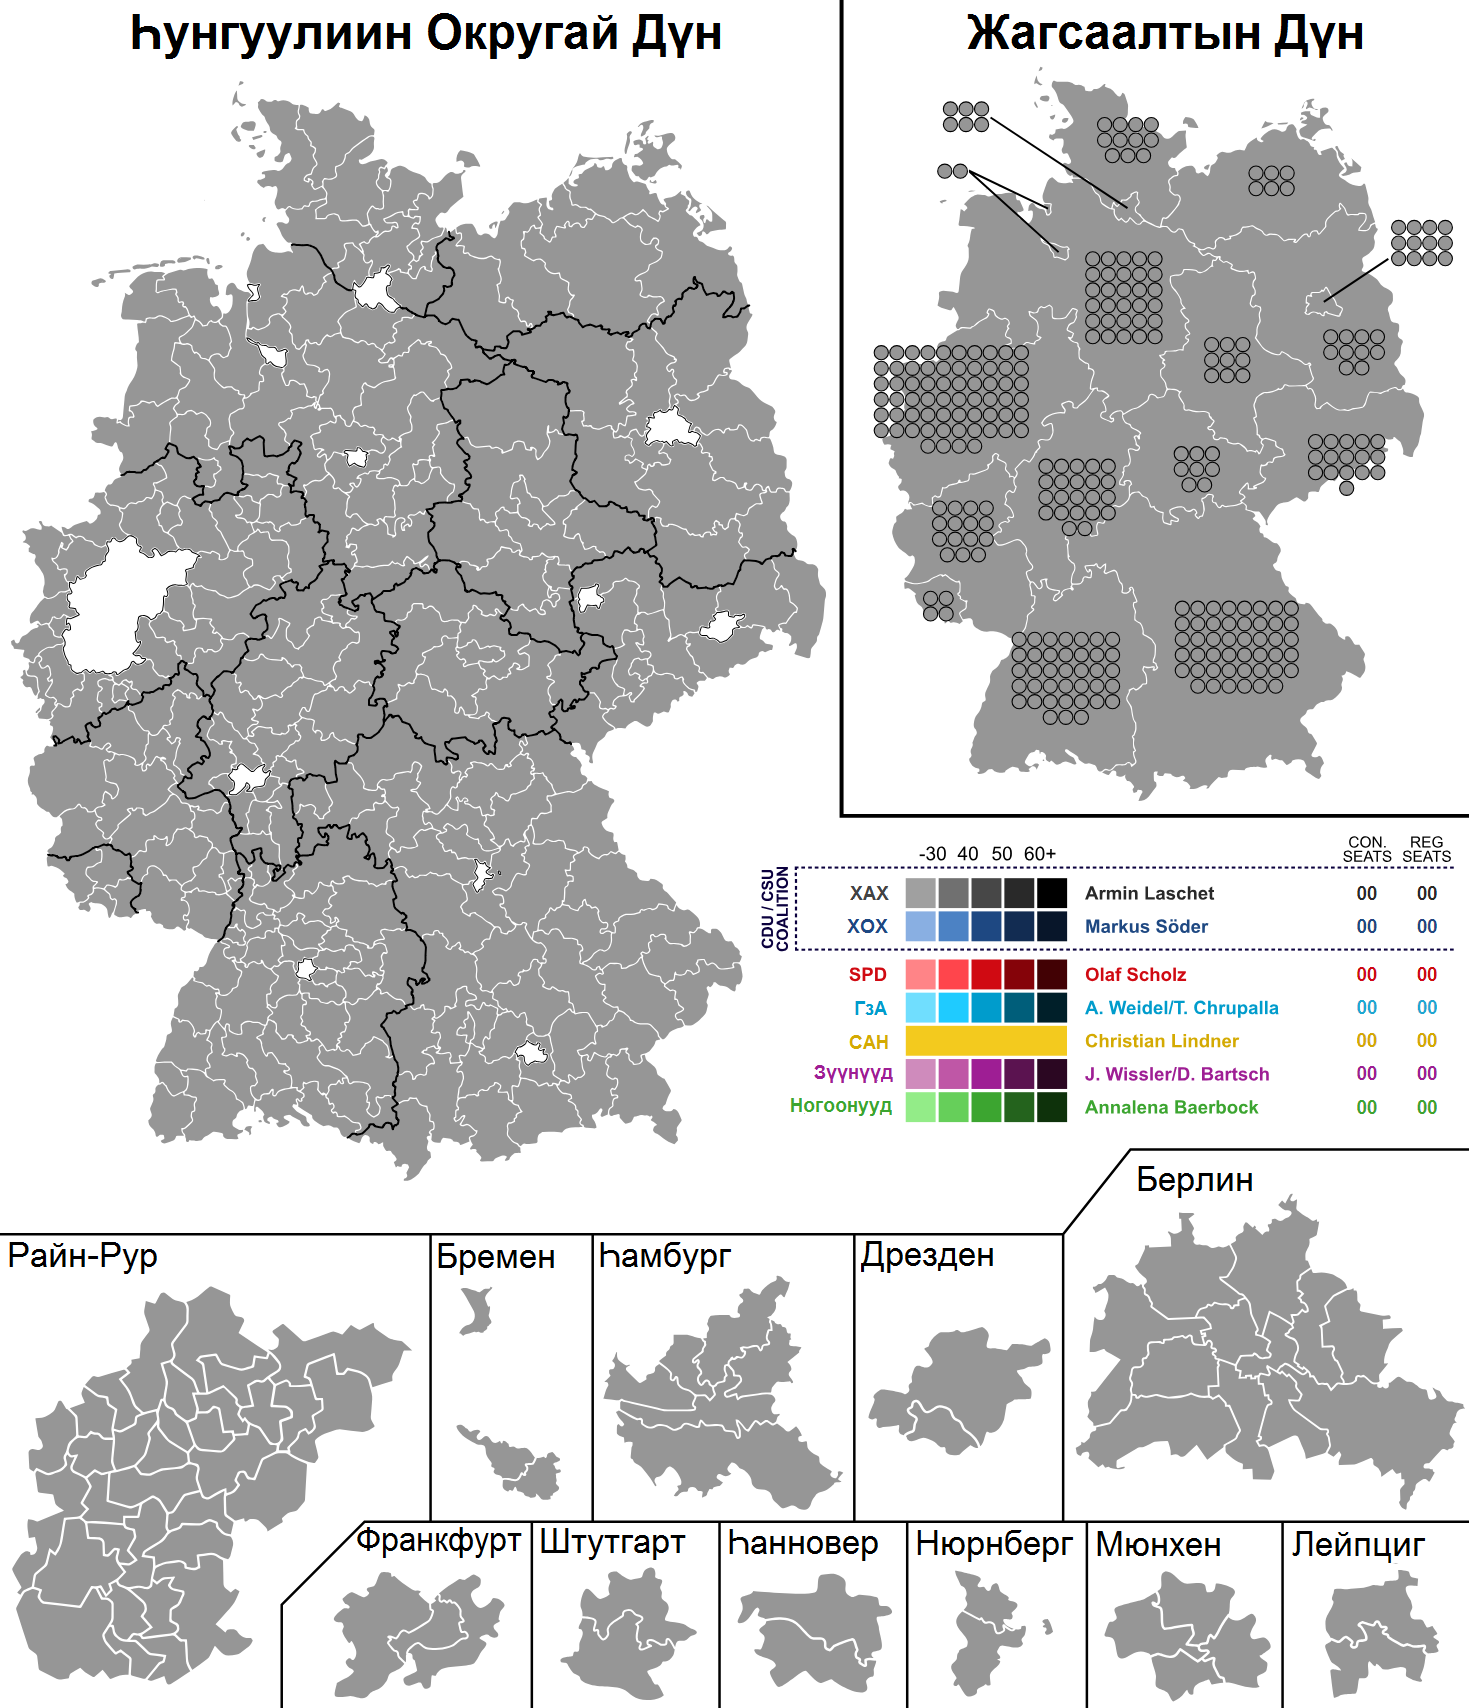 Һунгуулиин Округай Дүн
Жагсаалтын Дүн
-30 40 50 60+
CON. SEATS
REG SEATS
CDU / CSU COALITION
ХАХ Armin Laschet 00 00
ХОХ Markus Söder 00 00
SPD Olaf Scholz 00 00
ГзА A. Weidel/T. Chrupalla 00 00
САН Christian Lindner 00 00
Зүүнүүд J. Wissler/D. Bartsch 00 00
Ногоонууд Annalena Baerbock 00 00
Берлин
Райн-Рур
Бремен
Һамбург
Дрезден
Франкфурт
Штутгарт
Һанновер
Нюрнберг
Мюнхен
Лейпциг